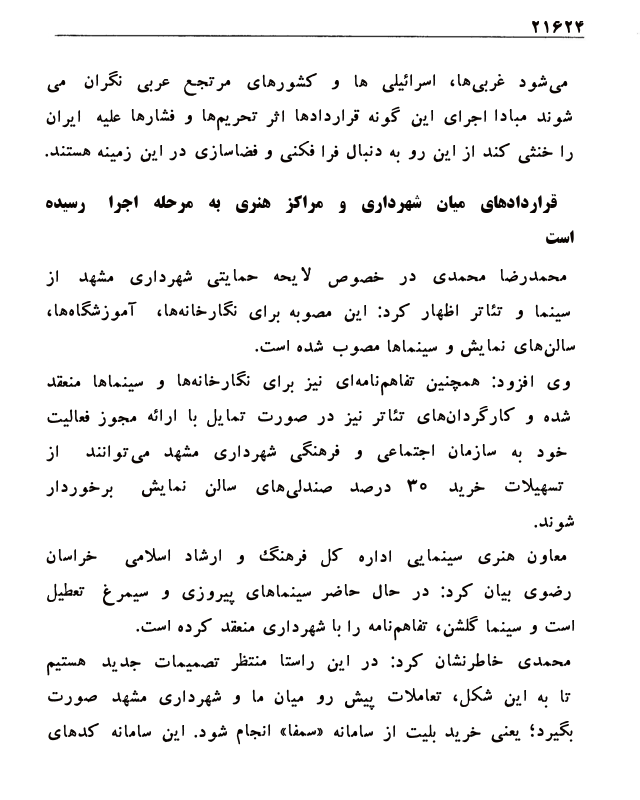 ۲۱۶۲۴
می‌شود غربی‌ها، اسرائیلی ها و کشورهای مرتجع عربی نگران می
شوند مبادا اجرای این گونه قراردادها اثر تحریم‌ها و فشارها علیه ایران
را خنثی کند از این رو به دنبال فرا فکنی و فضاسازی در این زمینه هستند.
قراردادهای میان شهرداری و مراکز هنری به مرحله اجرا رسیده
است
محمدرضا محمدی در خصوص لایحه حمایتی شهرداری مشهد از
سینما و تئاتر اظهار کرد: این مصوبه برای نگارخانه‌ها، آموزشگاه‌ها،
سالن‌های نمایش و سینماها مصوب شده است.
وی افزود: همچنین تفاهم‌نامه‌ای نیز برای نگارخانه‌ها و سینماها منعقد
شده و کارگردان‌های تئاتر نیز در صورت تمایل با ارائه مجوز فعالیت
خود به سازمان اجتماعی و فرهنگی شهرداری مشهد می‌توانند از
تسهیلات خرید ۳۰ درصد صندلی‌های سالن نمایش برخوردار
شوند.
معاون هنری سینمایی اداره کل فرهنگ و ارشاد اسلامی خراسان
رضوی بیان کرد: در حال حاضر سینماهای پیروزی و سیمرغ تعطیل
است و سینما گلشن، تفاهم‌نامه را با شهرداری منعقد کرده است.
محمدی خاطرنشان کرد: در این راستا منتظر تصمیمات جدید هستیم
تا به این شکل، تعاملات پیش رو میان ما و شهرداری مشهد صورت
بگیرد؛ یعنی خرید بلیت از سامانه «سمفا» انجام شود. این سامانه کدهای